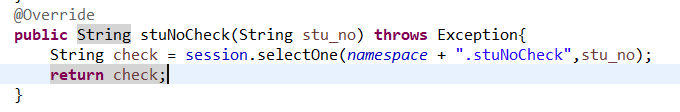 @Override
public String stuNoCheck(String stu_no) throws Exception{
String check = session.selectOne(namespace + ".stuNoCheck",stu_no);
return check;
}